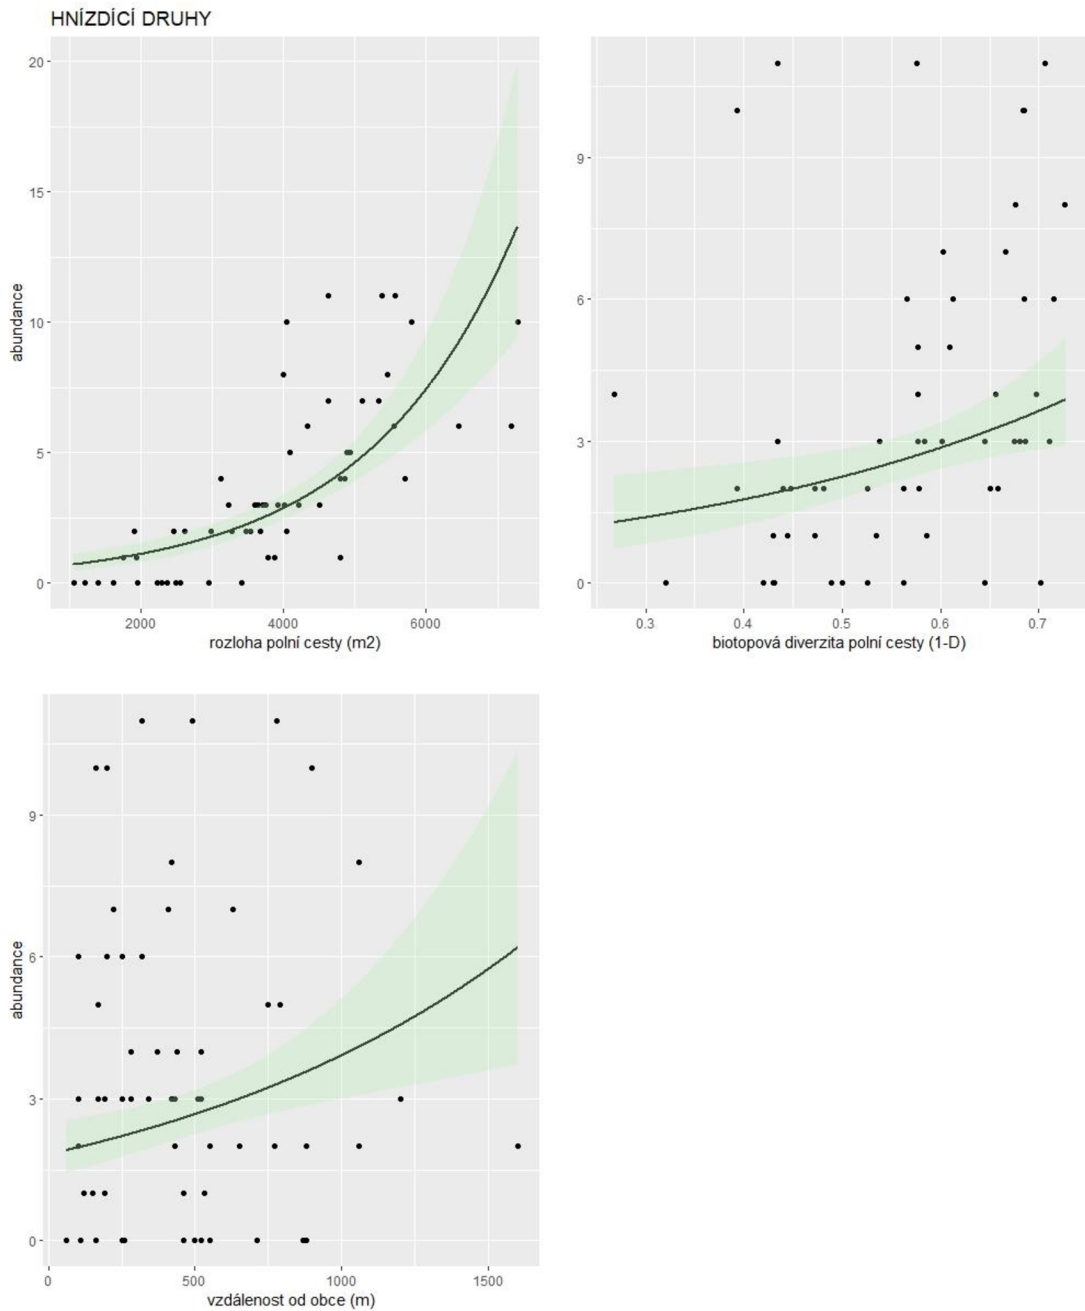 HNÍZDÍCÍ DRUHY
abundance
20
15
10
5
0
2000 4000 6000
rozloha polní cesty (m2)
9
6
3
0
0.3 0.4 0.5 0.6 0.7
biotopová diverzita polní cesty (1-D)
abundance
9
6
3
0
0 500 1000 1500
vzdálenost od obce (m)